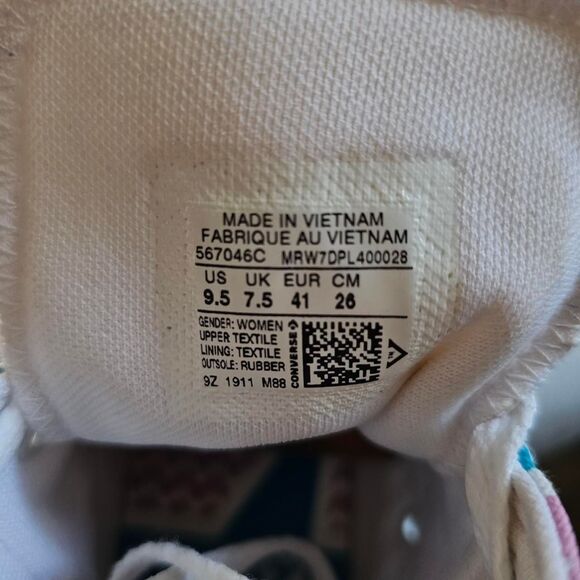 MADE IN VIETNAM
FABRIQUE AU VIETNAM
567046C MRW7DPL400028
US UK EUR CM
9.5 7.5 41 26
GENDER: WOMEN
UPPER TEXTILE
LINING: TEXTILE
OUTSOLE: RUBBER
9Z 1911 M88
CONVERSE
TM